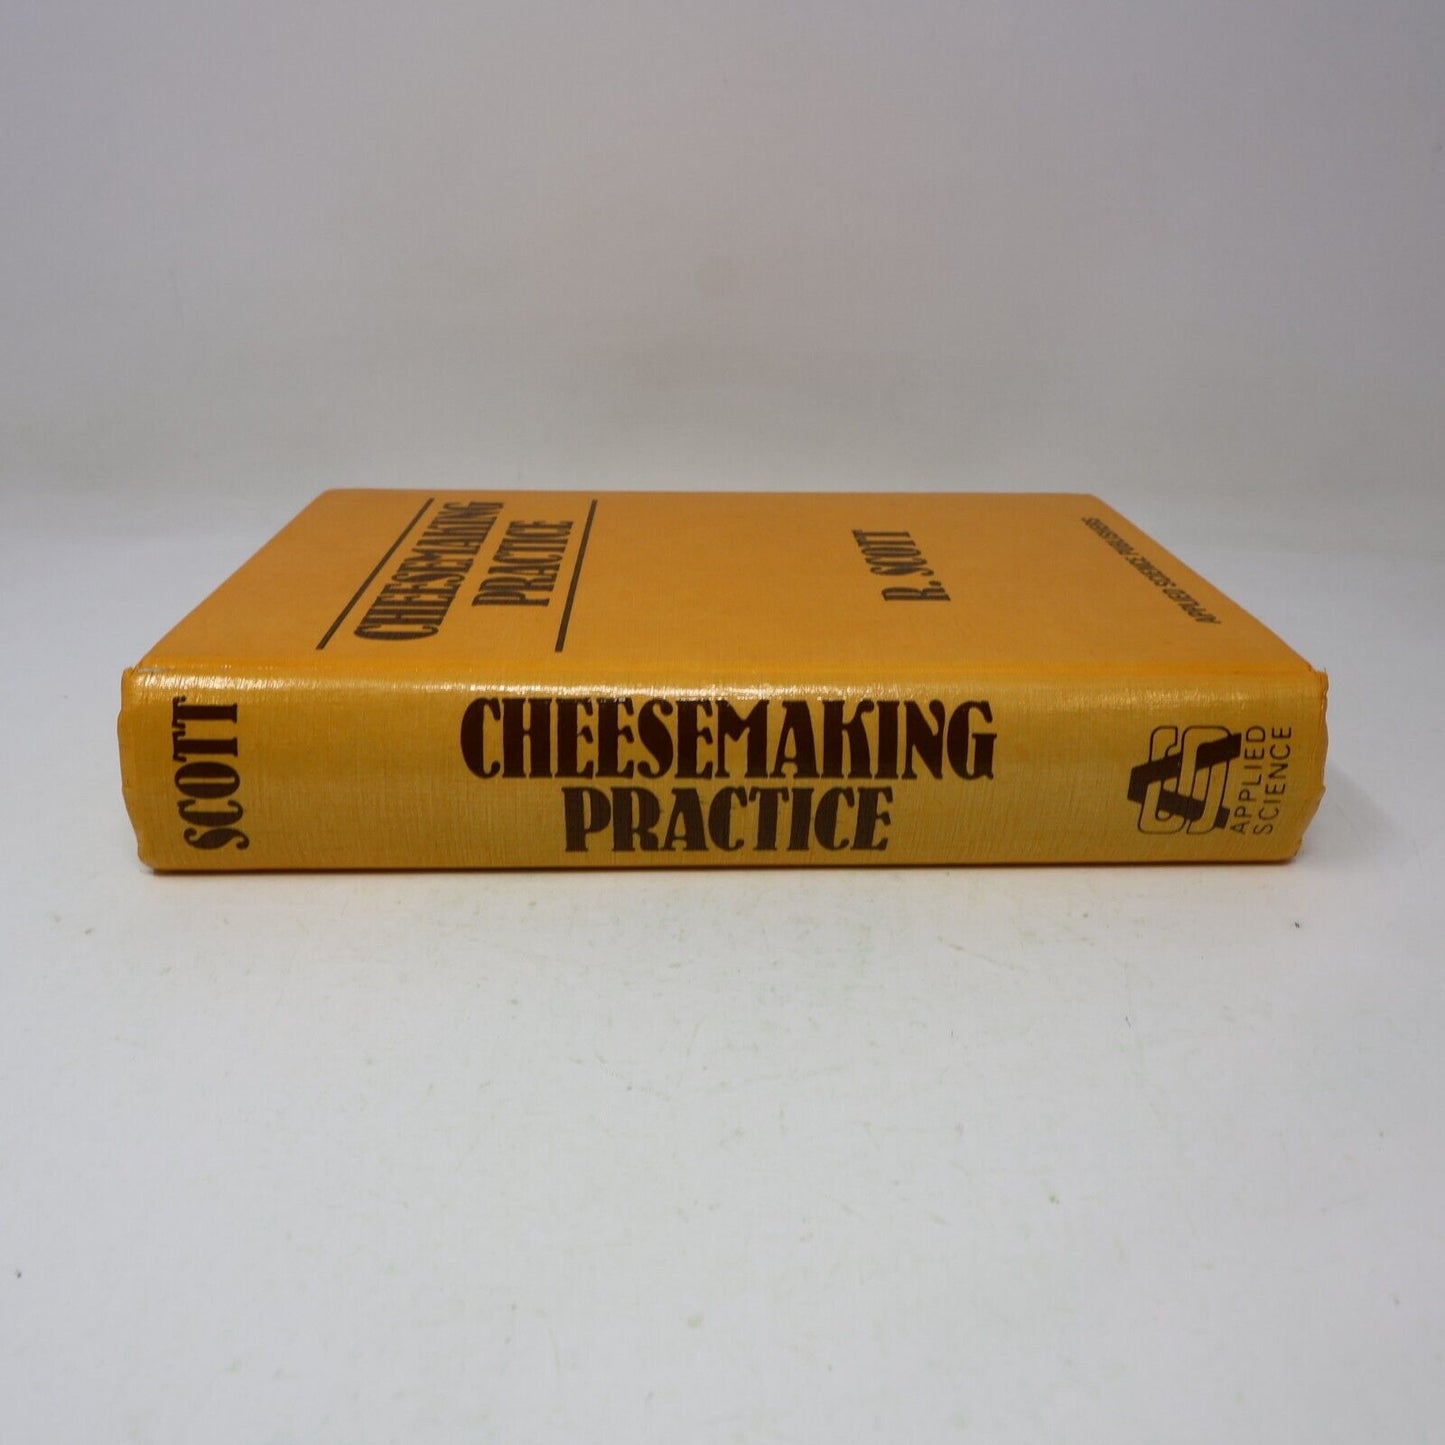 CHEESEMAKING
PRACTICE
R. SCOTT
APPLIED SCIENCE PUBLISHERS
SCOTT
CHEESEMAKING
PRACTICE
APPLIED
SCIENCE